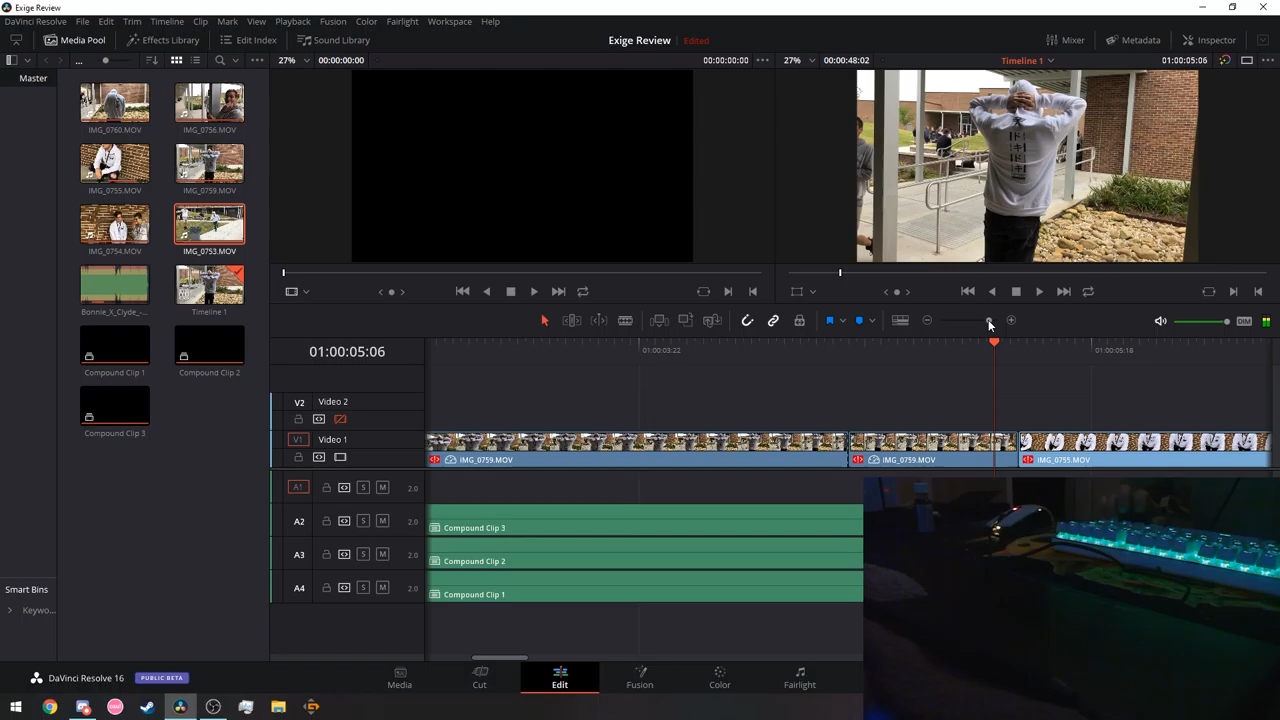 Exige Review
DaVinci Resolve File Edit Trim Timeline Clip Mark View Playback Fusion Color Fairlight Workspace Help
Media Pool Effects Library Edit Index Sound Library Exige Review Edited Mixer Metadata Inspector
... 27% 00:00:00:00 00:00:00:00 27% 00:00:48:02 Timeline 1 01:00:05:06
Master
IMG_0760.MOV IMG_0756.MOV
IMG_0755.MOV IMG_0759.MOV
IMG_0754.MOV IMG_0753.MOV
Bonnie_X_Clyde_-... Timeline 1
Compound Clip 1 Compound Clip 2
Compound Clip 3
DIM
01:00:05:06 01:00:03:22 01:00:05:18
V2 Video 2
V1 Video 1
IMG_0759.MOV IMG_0759.MOV IMG_0755.MOV
A1 S M 2.0
A2 S M 2.0 Compound Clip 3
A3 S M 2.0 Compound Clip 2
A4 S M 2.0 Compound Clip 1
Smart Bins
Keywo...
DaVinci Resolve 16 PUBLIC BETA
Media Cut Edit Fusion Color Fairlight